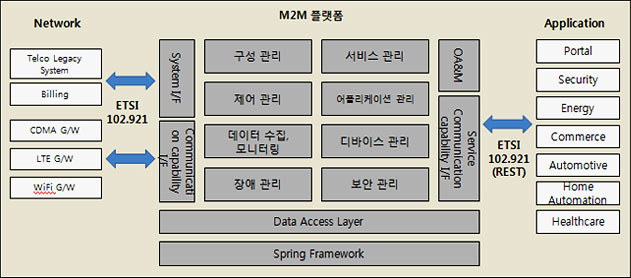 M2M 플랫폼
Network
Telco Legacy
System
Billing
CDMA G/W
LTE G/W
WiFi G/W
ETSI
102.921
System I/F
Communicati
on capability
I/F
구성 관리
서비스 관리
제어 관리
어플리케이션 관리
데이터 수집,
모니터링
디바이스 관리
장애 관리
보안 관리
OA&M
Service
Communication
capability I/F
Data Access Layer
Spring Framework
ETSI
102.921
(REST)
Application
Portal
Security
Energy
Commerce
Automotive
Home
Automation
Healthcare